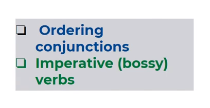 ❑ Ordering
conjunctions
❑ Imperative (bossy)
verbs